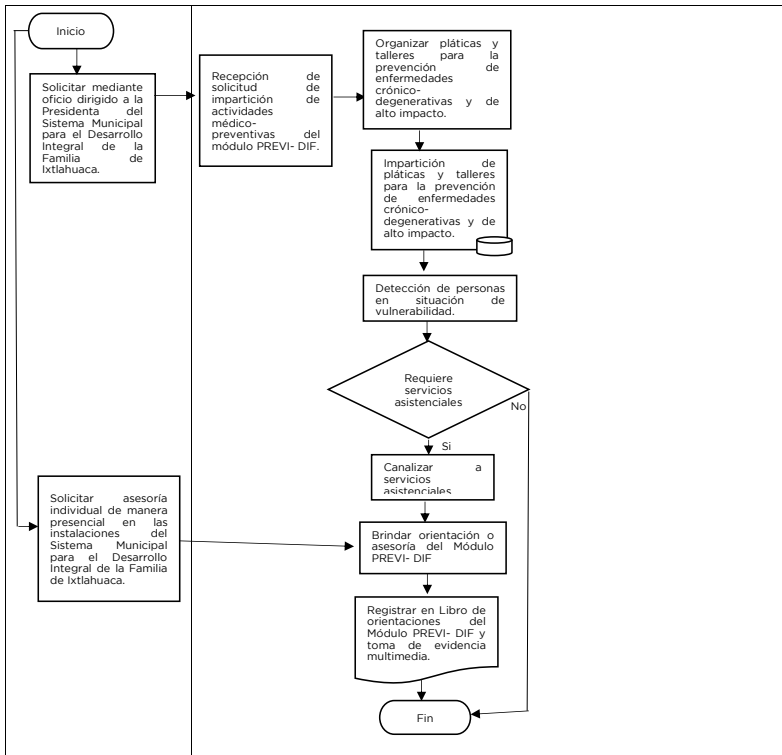 Inicio
Solicitar mediante
oficio dirigido a la
Presidenta del
Sistema Municipal
para el Desarrollo
Integral de la
Familia de
Ixtlahuaca.
Recepción de
solicitud de
impartición de
actividades
médico-
preventivas del
módulo PREVI- DIF.
Organizar pláticas y
talleres para la
prevención de
enfermedades
crónico-
degenerativas y de
alto impacto.
Impartición de
pláticas y talleres
para la prevención
de enfermedades
crónico-
degenerativas y de
alto impacto.
Detección de personas
en situación de
vulnerabilidad.
Requiere
servicios
asistenciales
No
Si
Canalizar a
servicios
asistenciales
Solicitar asesoría
individual de manera
presencial en las
instalaciones del
Sistema Municipal
para el Desarrollo
Integral de la Familia
de Ixtlahuaca.
Brindar orientación o
asesoría del Módulo
PREVI- DIF
Registrar en Libro de
orientaciones del
Módulo PREVI- DIF y
toma de evidencia
multimedia.
Fin